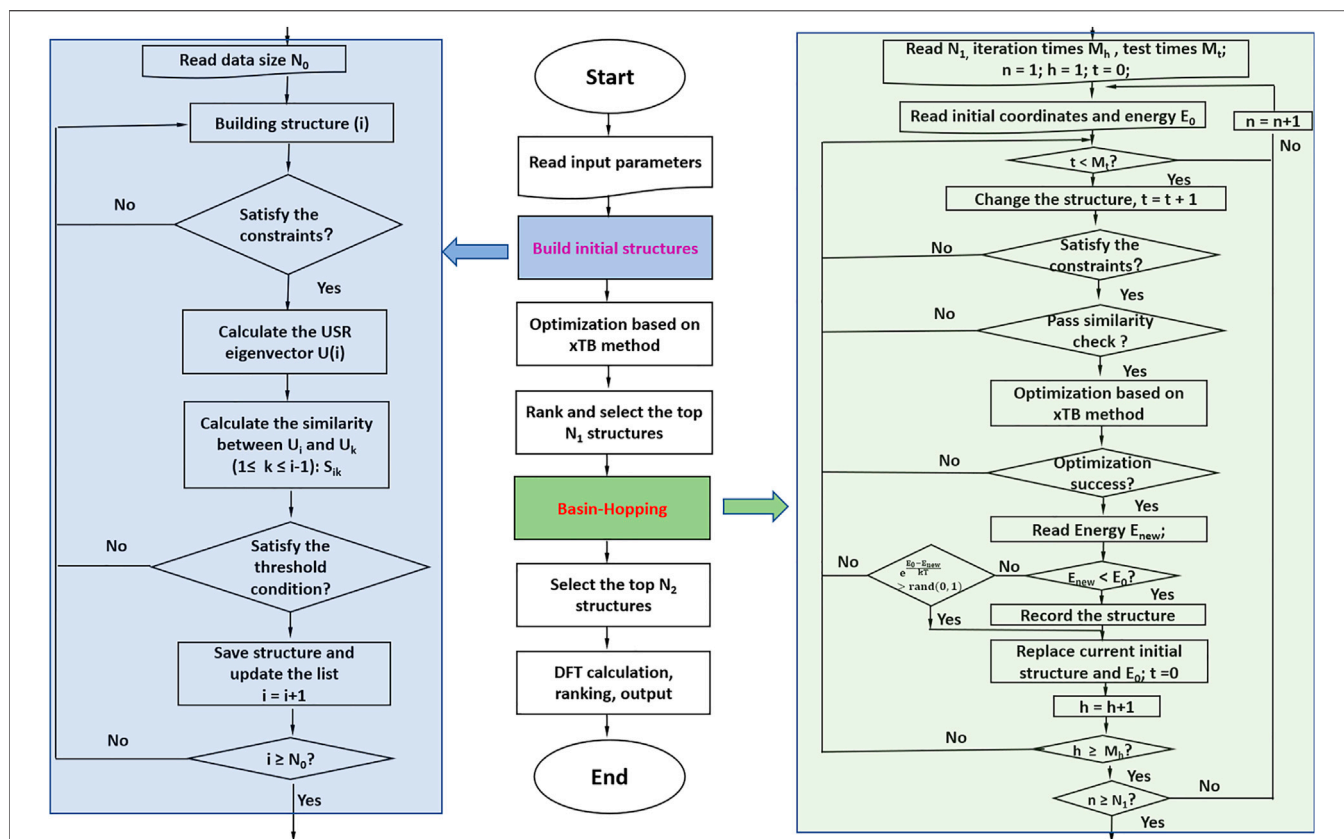 Read data size N₀
Building structure (i)
No
Satisfy the
constraints?
Yes
Calculate the USR
eigenvector U(i)
Calculate the similarity
between Uᵢ and Uₖ
(1≤ k ≤ i-1): Sᵢₖ
No
Satisfy the
threshold
condition?
Yes
Save structure and
update the list
i = i+1
No
i ≥ N₀?
Yes
Start
Read input parameters
Build initial structures
Optimization based on
xTB method
Rank and select the top
N₁ structures
Basin-Hopping
Select the top N₂
structures
DFT calculation,
ranking, output
End
Read N₁, iteration times Mₕ , test times Mₜ;
n = 1; h = 1; t = 0;
Read initial coordinates and energy E₀
n = n+1
No
t < Mₜ?
Yes
Change the structure, t = t + 1
No
Satisfy the
constraints?
Yes
No
Pass similarity
check ?
Yes
Optimization based on
xTB method
No
Optimization
success?
Yes
Read Energy Eₙₑw;
No
e^((E₀−Eₙₑw)/kT)
> rand(0, 1)
No
Eₙₑw < E₀?
Yes
Yes
Record the structure
Replace current initial
structure and E₀; t =0
h = h+1
No
h ≥ Mₕ?
Yes
n ≥ N₁?
No
Yes